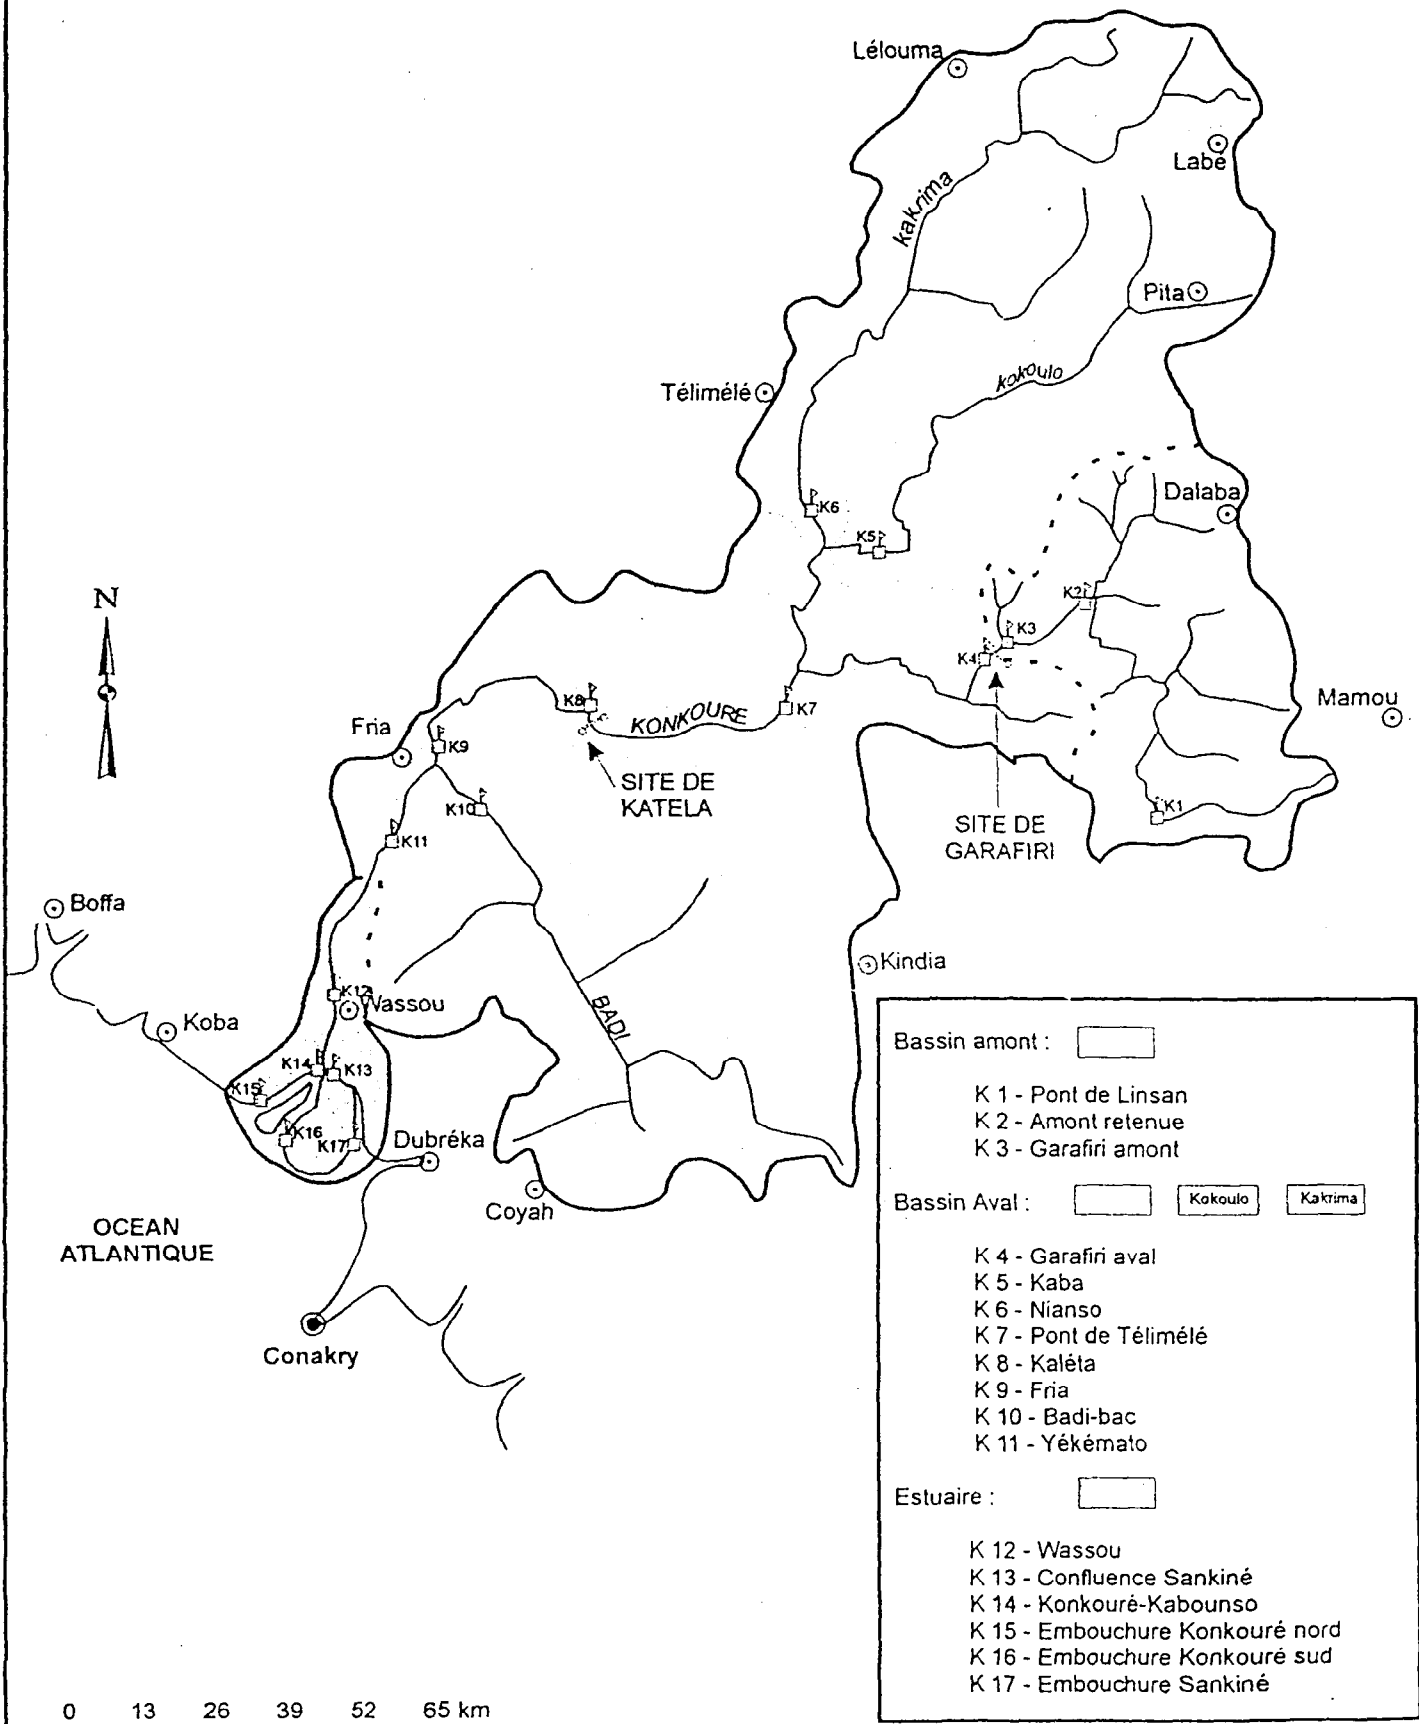 Lélouma
Labé
kakrima
Pita
Télimélé
kokoulo
Dalaba
K6
K5
N
K2
K3
K4
Mamou
K8
KONKOURE
K7
Fria
K9
SITE DE
KATELA
K10
K1
SITE DE
GARAFIRI
K11
Boffa
Kindia
K12
Wassou
Koba
BADI
K14
K13
K15
K16
K17
Dubréka
Coyah
OCEAN
ATLANTIQUE
Conakry
Bassin amont :
K 1 - Pont de Linsan
K 2 - Amont retenue
K 3 - Garafiri amont
Bassin Aval :
Kokoulo
Kakrima
K 4 - Garafiri aval
K 5 - Kaba
K 6 - Nianso
K 7 - Pont de Télimélé
K 8 - Kaléta
K 9 - Fria
K 10 - Badi-bac
K 11 - Yékémato
Estuaire :
K 12 - Wassou
K 13 - Confluence Sankiné
K 14 - Konkouré-Kabounso
K 15 - Embouchure Konkouré nord
K 16 - Embouchure Konkouré sud
K 17 - Embouchure Sankiné
0 13 26 39 52 65 km